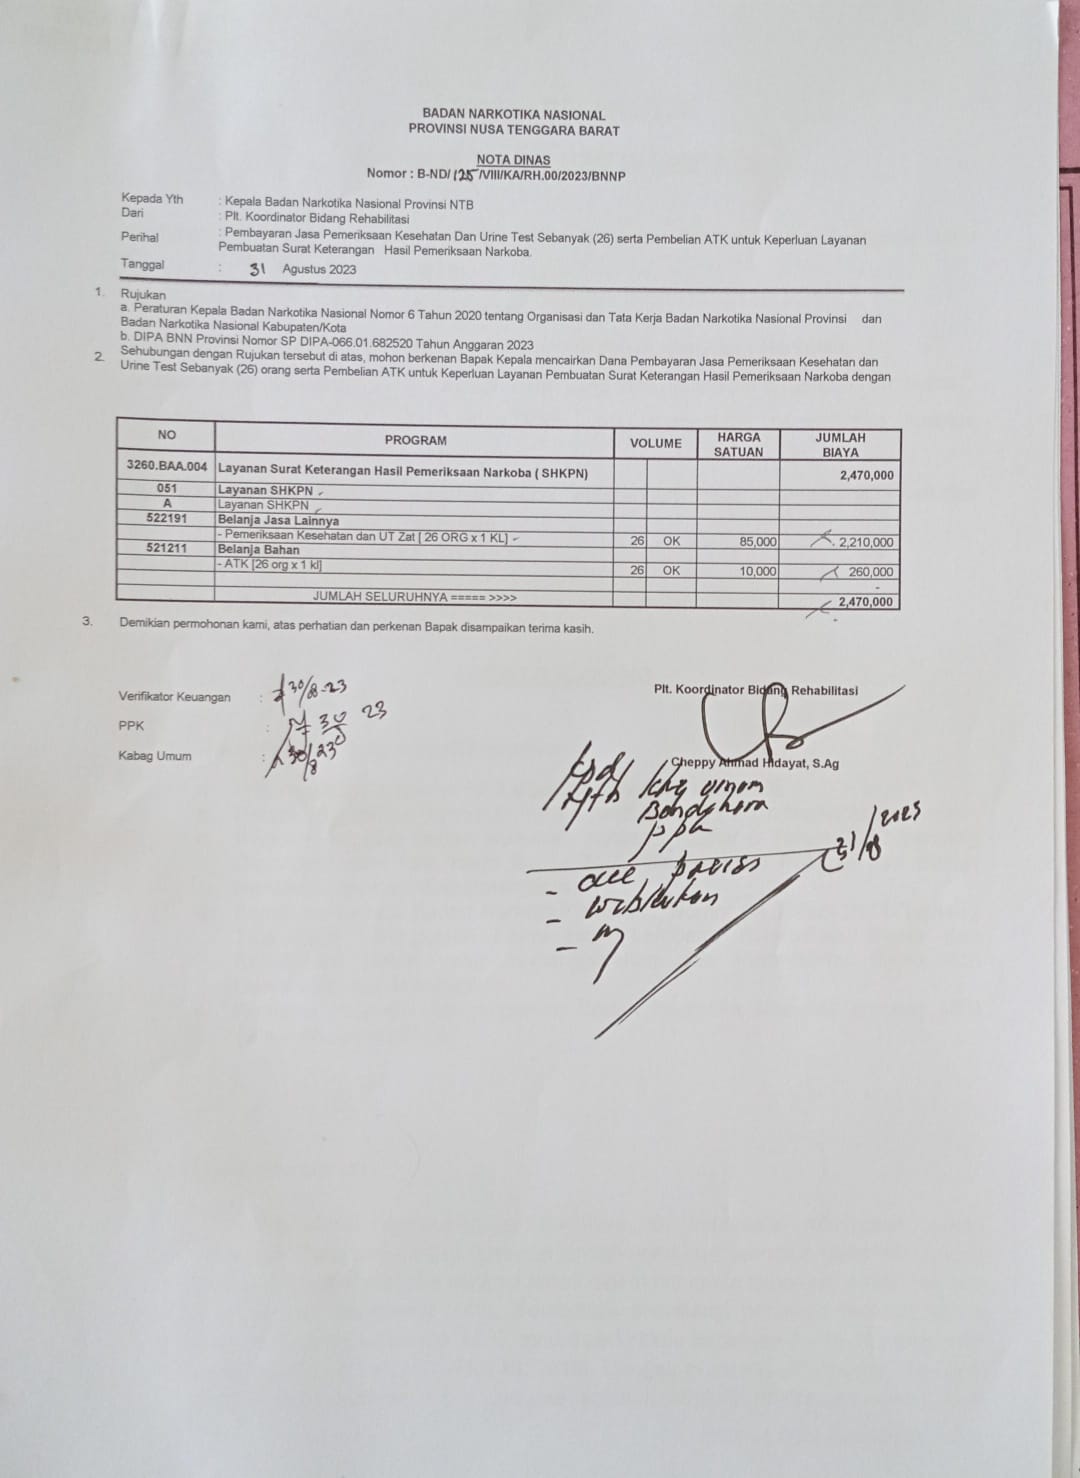 BADAN NARKOTIKA NASIONAL
PROVINSI NUSA TENGGARA BARAT
NOTA DINAS
Nomor : B-ND/ 125 /VIII/KA/RH.00/2023/BNNP
Kepada Yth : Kepala Badan Narkotika Nasional Provinsi NTB
Dari : Plt. Koordinator Bidang Rehabilitasi
Perihal : Pembayaran Jasa Pemeriksaan Kesehatan Dan Urine Test Sebanyak (26) serta Pembelian ATK untuk Keperluan Layanan
Pembuatan Surat Keterangan Hasil Pemeriksaan Narkoba.
Tanggal : 31 Agustus 2023
1. Rujukan
a. Peraturan Kepala Badan Narkotika Nasional Nomor 6 Tahun 2020 tentang Organisasi dan Tata Kerja Badan Narkotika Nasional Provinsi dan
Badan Narkotika Nasional Kabupaten/Kota
b. DIPA BNN Provinsi Nomor SP DIPA-066.01.682520 Tahun Anggaran 2023
2. Sehubungan dengan Rujukan tersebut di atas, mohon berkenan Bapak Kepala mencairkan Dana Pembayaran Jasa Pemeriksaan Kesehatan dan
Urine Test Sebanyak (26) orang serta Pembelian ATK untuk Keperluan Layanan Pembuatan Surat Keterangan Hasil Pemeriksaan Narkoba dengan
NO PROGRAM VOLUME HARGA SATUAN JUMLAH BIAYA
3260.BAA.004 Layanan Surat Keterangan Hasil Pemeriksaan Narkoba ( SHKPN) 2,470,000
051 Layanan SHKPN
A Layanan SHKPN
522191 Belanja Jasa Lainnya
- Pemeriksaan Kesehatan dan UT Zat [ 26 ORG x 1 KL] 26 OK 85,000 2,210,000
521211 Belanja Bahan
- ATK [26 org x 1 kl] 26 OK 10,000 260,000
-
JUMLAH SELURUHNYA ===== >>>> 2,470,000
3. Demikian permohonan kami, atas perhatian dan perkenan Bapak disampaikan terima kasih.
Plt. Koordinator Bidang Rehabilitasi
Verifikator Keuangan : 30/8-23
PPK : 30 23
Kabag Umum : 30/8 23
Cheppy Ahmad Hidayat, S.Ag
umum
ppk
31/8 2023
- acc
-
-